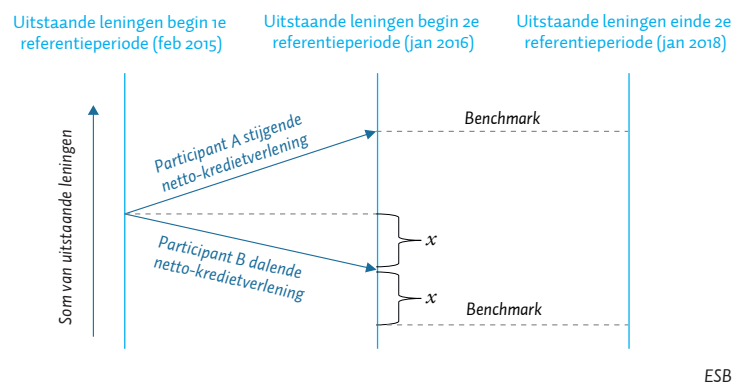 Uitstaande leningen begin 1e
referentieperiode (feb 2015)
Uitstaande leningen begin 2e
referentieperiode (jan 2016)
Uitstaande leningen einde 2e
referentieperiode (jan 2018)
Som van uitstaande leningen
Participant A stijgende
netto-kredietverlening
Benchmark
Participant B dalende
netto-kredietverlening
x
x
Benchmark
ESB